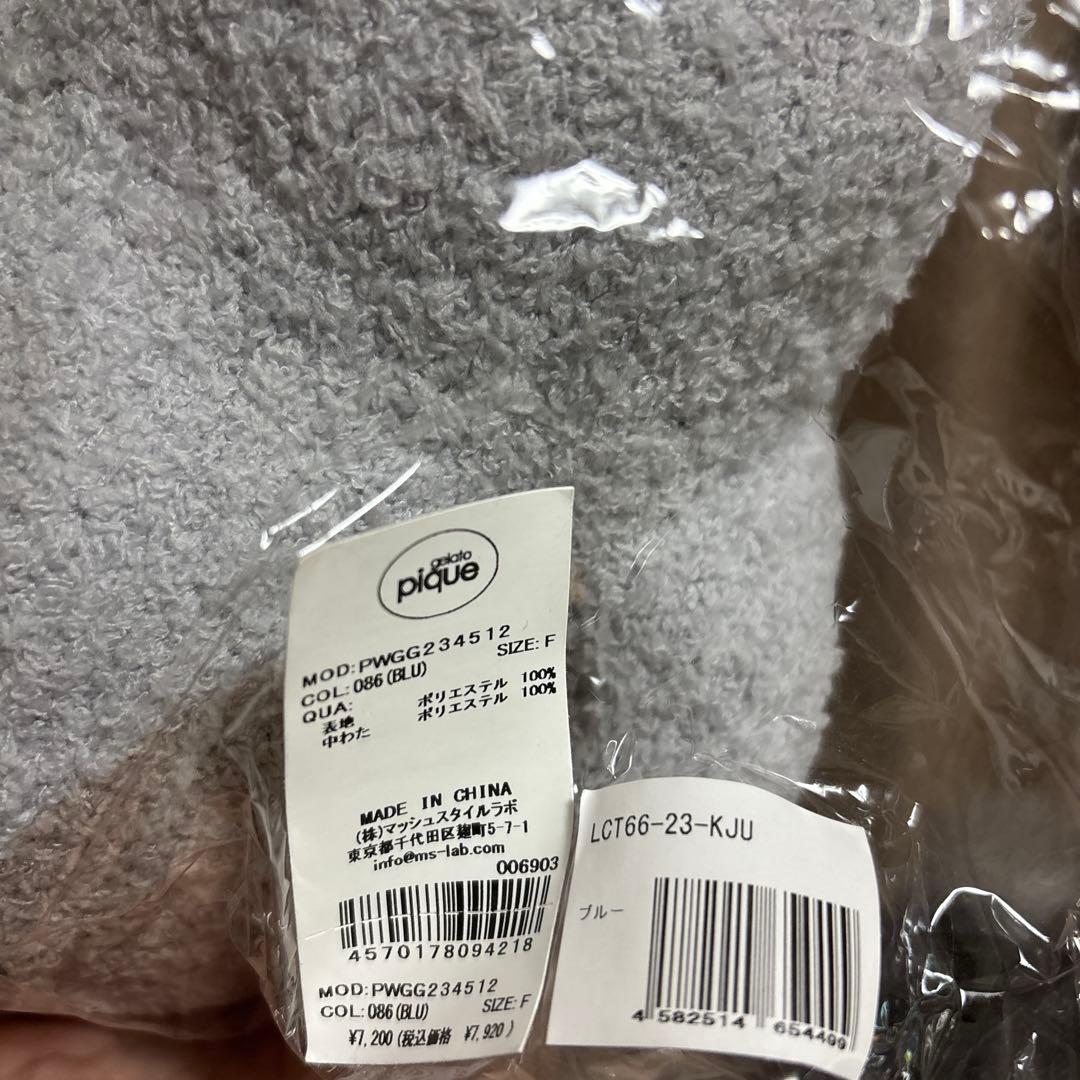 gelato
pique
MOD:PWGG234512
COL:086(BLU) SIZE:F
QUA:
表地 ポリエステル 100%
中わた ポリエステル 100%
MADE IN CHINA
(株)マッシュスタイルラボ
東京都千代田区麹町5-7-1
info@ms-lab.com
006903
4570178094218
MOD:PWGG234512
COL:086(BLU) SIZE:F
¥7,200(税込価格 ¥7,920)
LCT66-23-KJU
ブルー
4 582514 654499